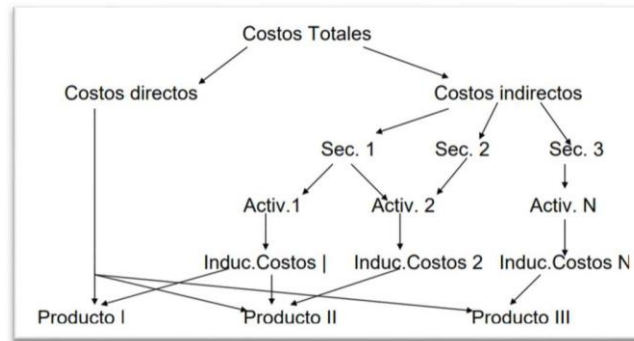 Costos Totales
Costos directos Costos indirectos
Sec. 1 Sec. 2 Sec. 3
Activ.1 Activ. 2 Activ. N
Induc.Costos | Induc.Costos 2 Induc.Costos N
Producto I Producto II Producto III